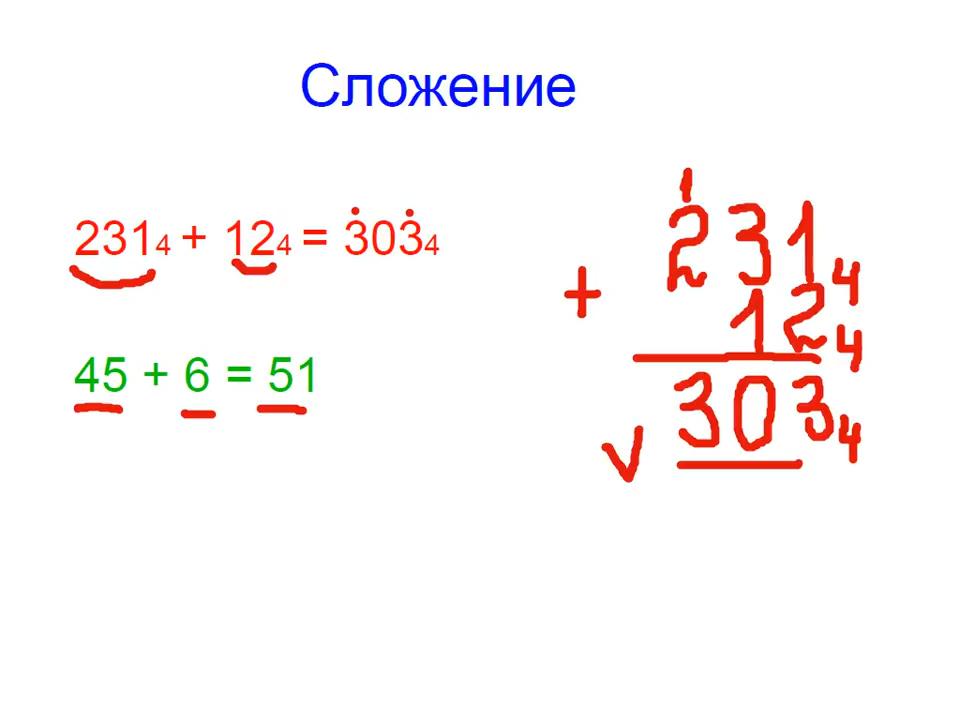 Сложение
231₄ + 12₄ = 303₄
45 + 6 = 51
1
231₄
+
12₄
303₄